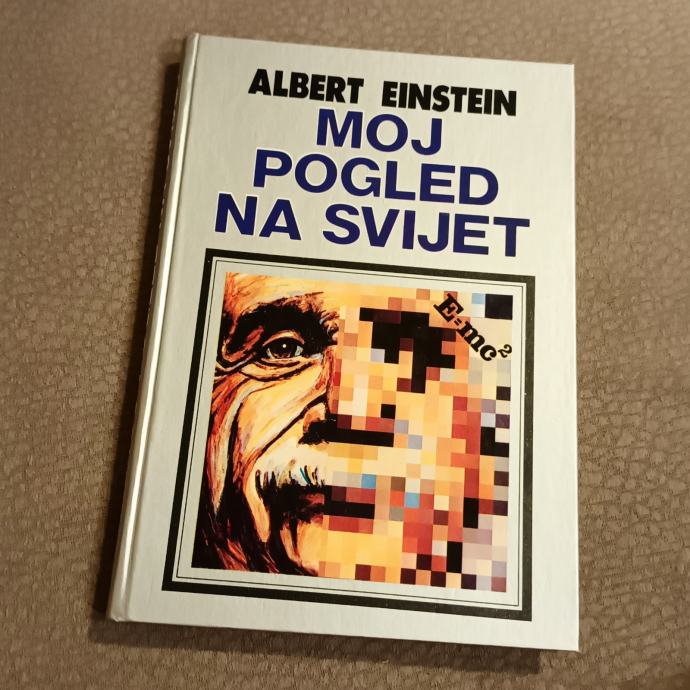 ALBERT EINSTEIN
MOJ
POGLED
NA SVIJET
E=mc²